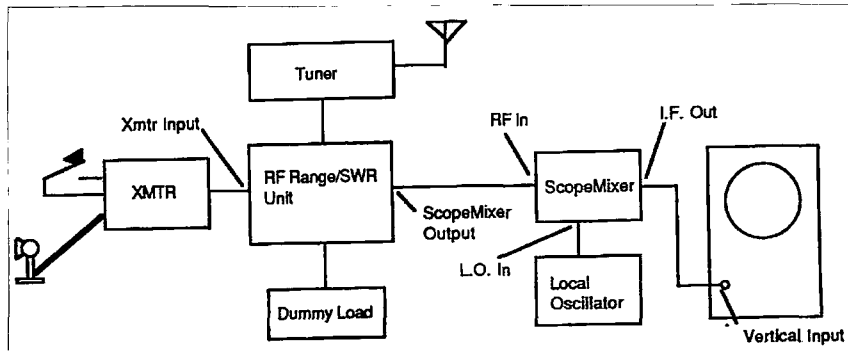 Tuner
Xmtr Input
RF In
I.F. Out
XMTR
RF Range/SWR
Unit
ScopeMixer
ScopeMixer
Output
L.O. In
Local
Oscillator
Dummy Load
Vertical Input